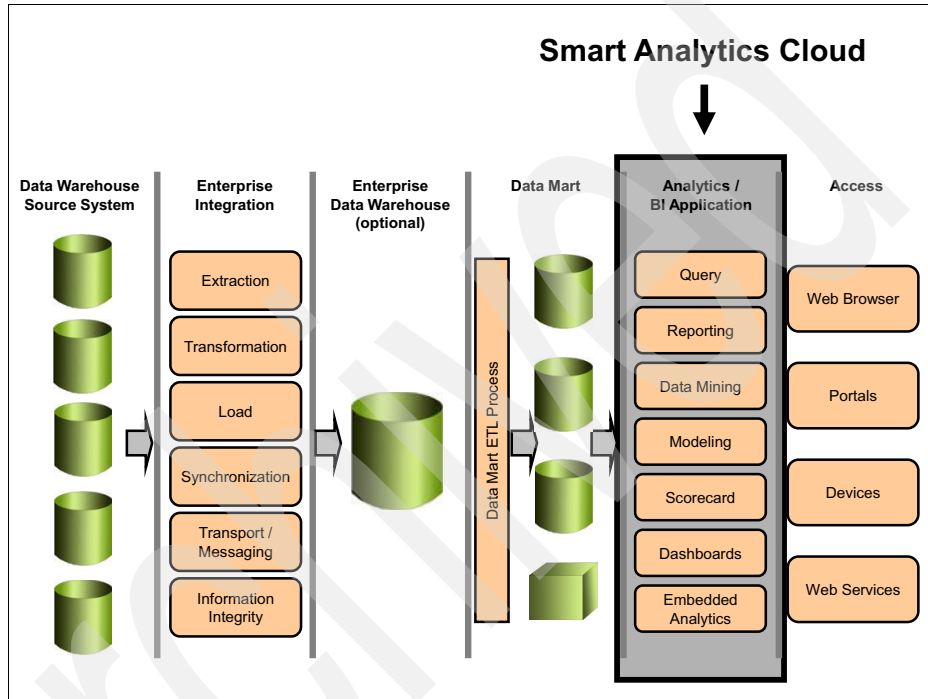 Smart Analytics Cloud
Data Warehouse
Source System
Enterprise
Integration
Enterprise
Data Warehouse
(optional)
Data Mart
Analytics /
BI Application
Access
Extraction
Transformation
Load
Synchronization
Transport /
Messaging
Information
Integrity
Data Mart ETL Process
Query
Reporting
Data Mining
Modeling
Scorecard
Dashboards
Embedded
Analytics
Web Browser
Portals
Devices
Web Services